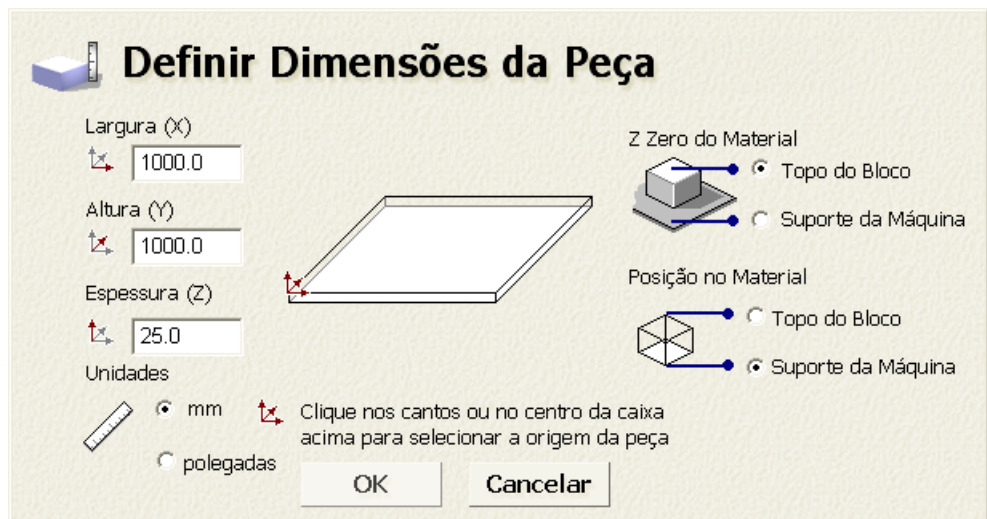 Definir Dimensões da Peça
Largura (X)
1000.0
Altura (Y)
1000.0
Espessura (Z)
25.0
Unidades
mm
polegadas
Z Zero do Material
Topo do Bloco
Suporte da Máquina
Posição no Material
Topo do Bloco
Suporte da Máquina
Clique nos cantos ou no centro da caixa
acima para selecionar a origem da peça
OK
Cancelar